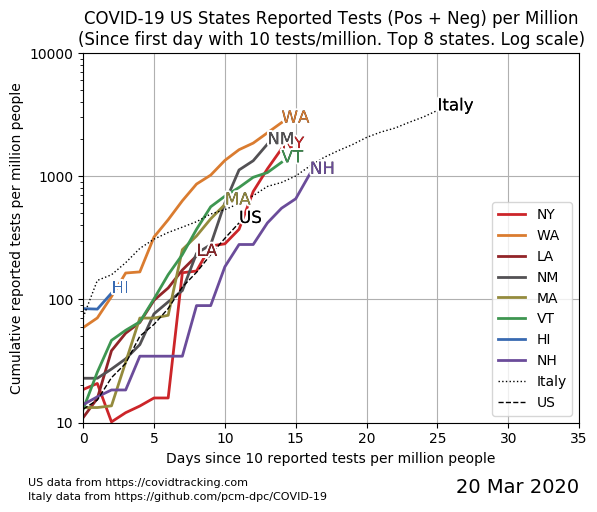 COVID-19 US States Reported Tests (Pos + Neg) per Million
(Since first day with 10 tests/million. Top 8 states. Log scale)
Cumulative reported tests per million people
10000
1000
100
10
WA
Italy
NM
NY
VT
NH
MA
US
LA
HI
NY
WA
LA
NM
MA
VT
HI
NH
Italy
US
0 5 10 15 20 25 30 35
Days since 10 reported tests per million people
US data from https://covidtracking.com
Italy data from https://github.com/pcm-dpc/COVID-19
20 Mar 2020